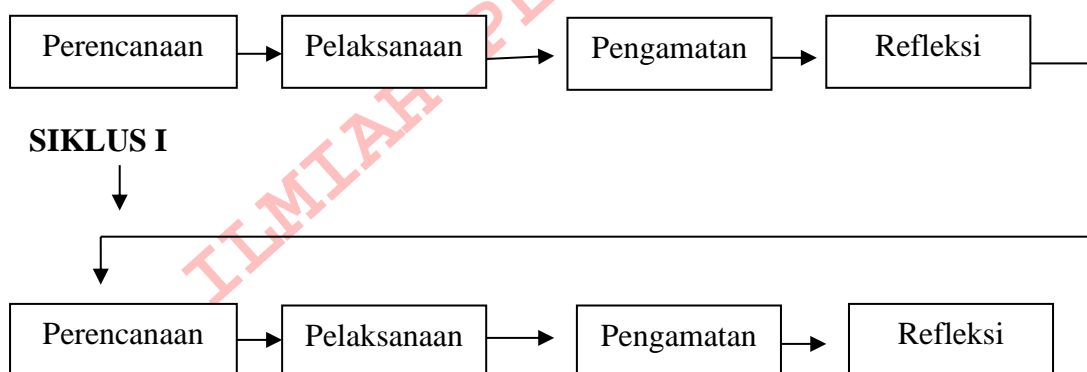 Perencanaan Pelaksanaan Pengamatan Refleksi
SIKLUS I
Perencanaan Pelaksanaan Pengamatan Refleksi
ILMIAH